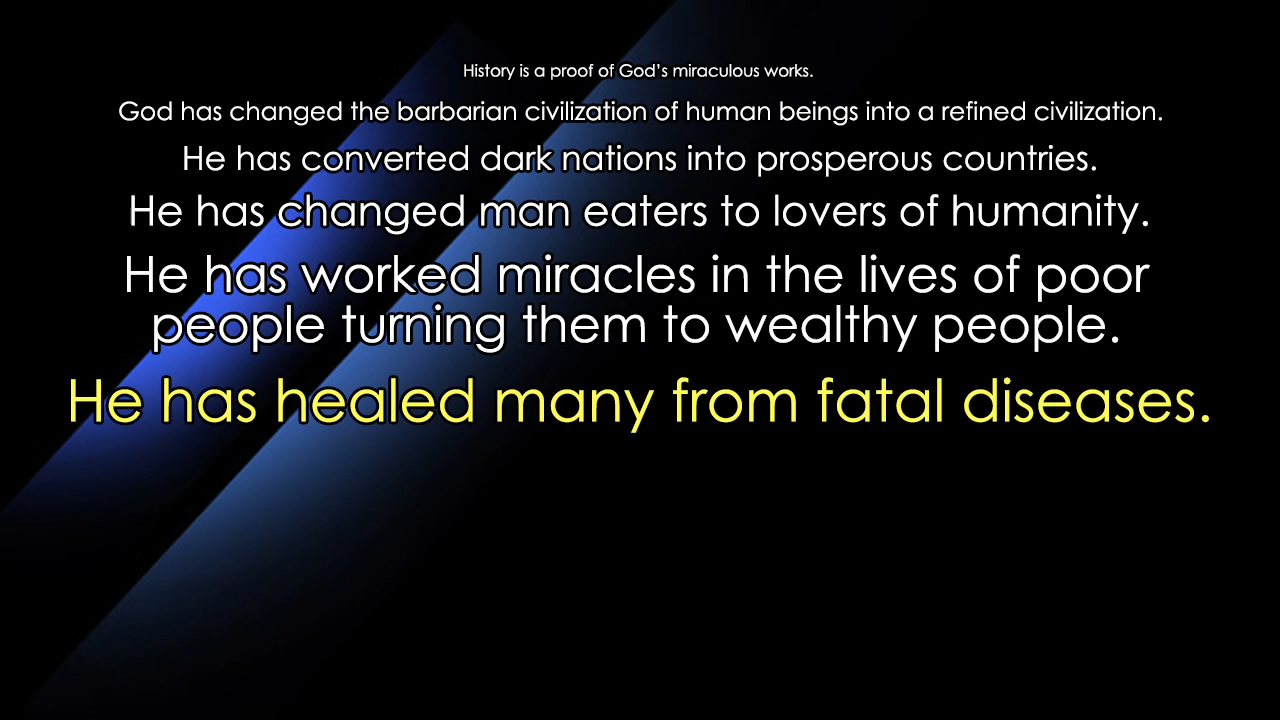 History is a proof of God’s miraculous works.
God has changed the barbarian civilization of human beings into a refined civilization.
He has converted dark nations into prosperous countries.
He has changed man eaters to lovers of humanity.
He has worked miracles in the lives of poor
people turning them to wealthy people.
He has healed many from fatal diseases.